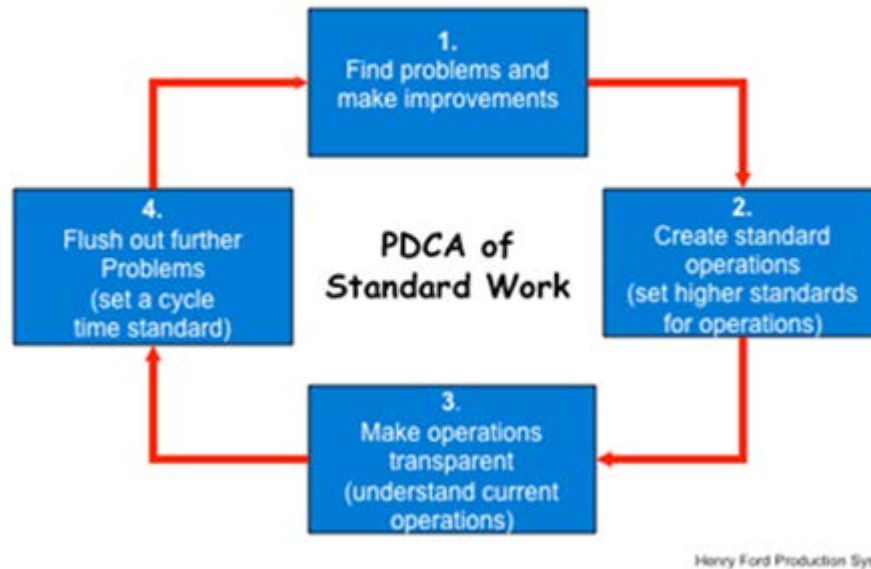 1.
Find problems and
make improvements
2.
Create standard
operations
(set higher standards
for operations)
3.
Make operations
transparent
(understand current
operations)
4.
Flush out further
Problems
(set a cycle
time standard)
PDCA of
Standard Work
Henry Ford Production Sys